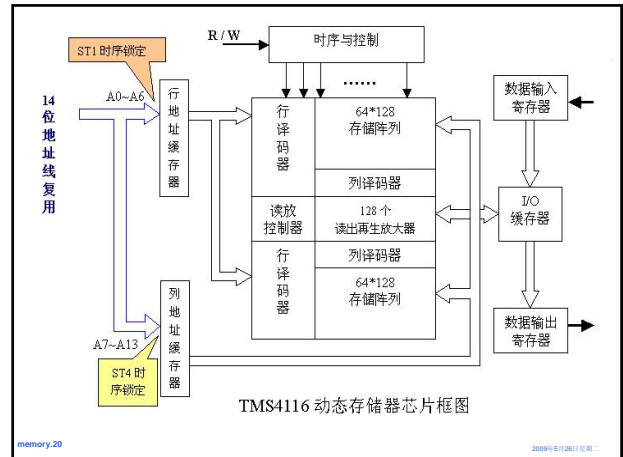 R / W
时序与控制
ST1 时序锁定
A0~A6
14位地址线复用
行地址缓存器
……
行译码器
64*128
存储阵列
列译码器
读放
控制器
128 个
读出再生放大器
行译码器
列译码器
64*128
存储阵列
数据输入
寄存器
I/O
缓存器
数据输出
寄存器
列地址缓存器
A7~A13
ST4 时
序锁定
TMS4116 动态存储器芯片框图
memory.20
2009年5月26日星期二